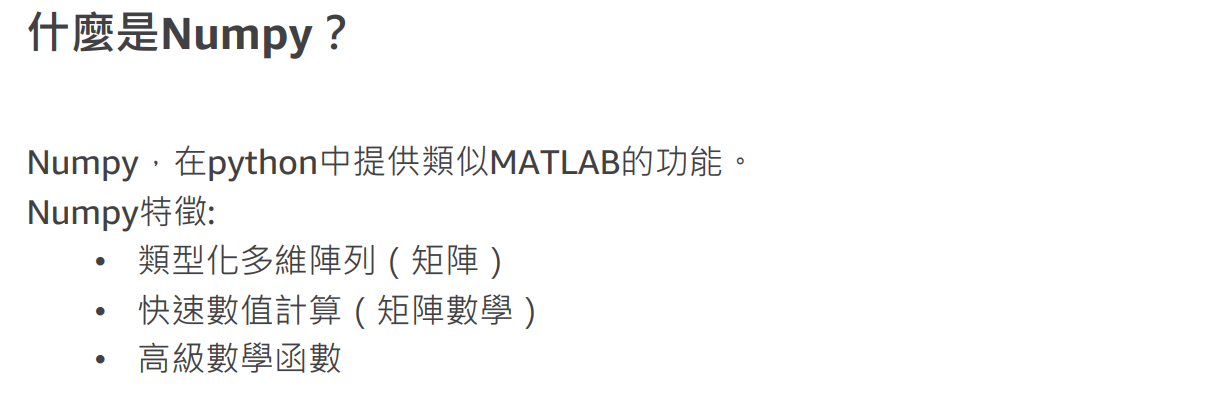 什麼是Numpy？
Numpy，在python中提供類似MATLAB的功能。
Numpy特徵:
• 類型化多維陣列（矩陣）
• 快速數值計算（矩陣數學）
• 高級數學函數